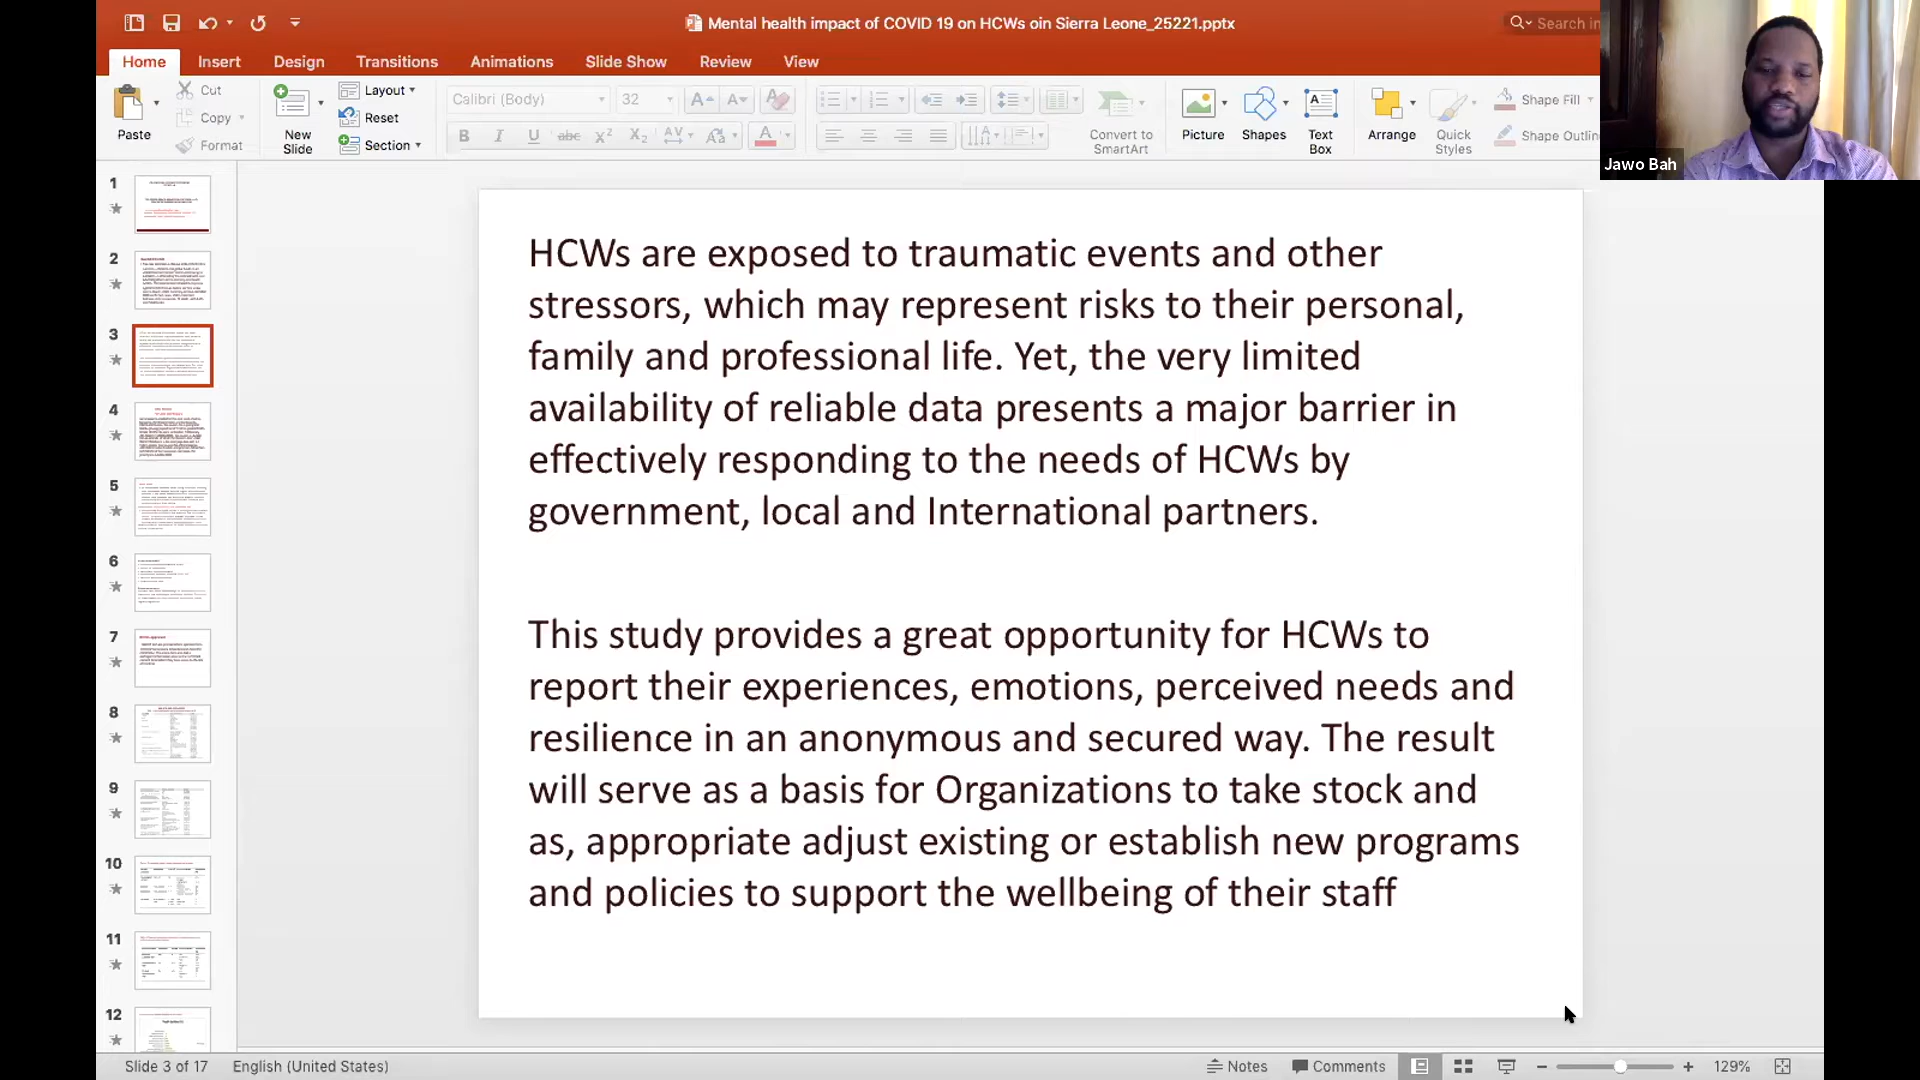 Mental health impact of COVID 19 on HCWs oin Sierra Leone_25221.pptx
Search in
Home Insert Design Transitions Animations Slide Show Review View
Paste
Cut
Copy
Format
New Slide
Layout
Reset
Section
Calibri (Body) 32
Convert to SmartArt
Picture
Shapes
Text Box
Arrange
Quick Styles
Shape Fill
Shape Outlin
Jawo Bah
1
2
3
4
5
6
7
8
9
10
11
12
HCWs are exposed to traumatic events and other
stressors, which may represent risks to their personal,
family and professional life. Yet, the very limited
availability of reliable data presents a major barrier in
effectively responding to the needs of HCWs by
government, local and International partners.
This study provides a great opportunity for HCWs to
report their experiences, emotions, perceived needs and
resilience in an anonymous and secured way. The result
will serve as a basis for Organizations to take stock and
as, appropriate adjust existing or establish new programs
and policies to support the wellbeing of their staff
Slide 3 of 17 English (United States) Notes Comments 129%